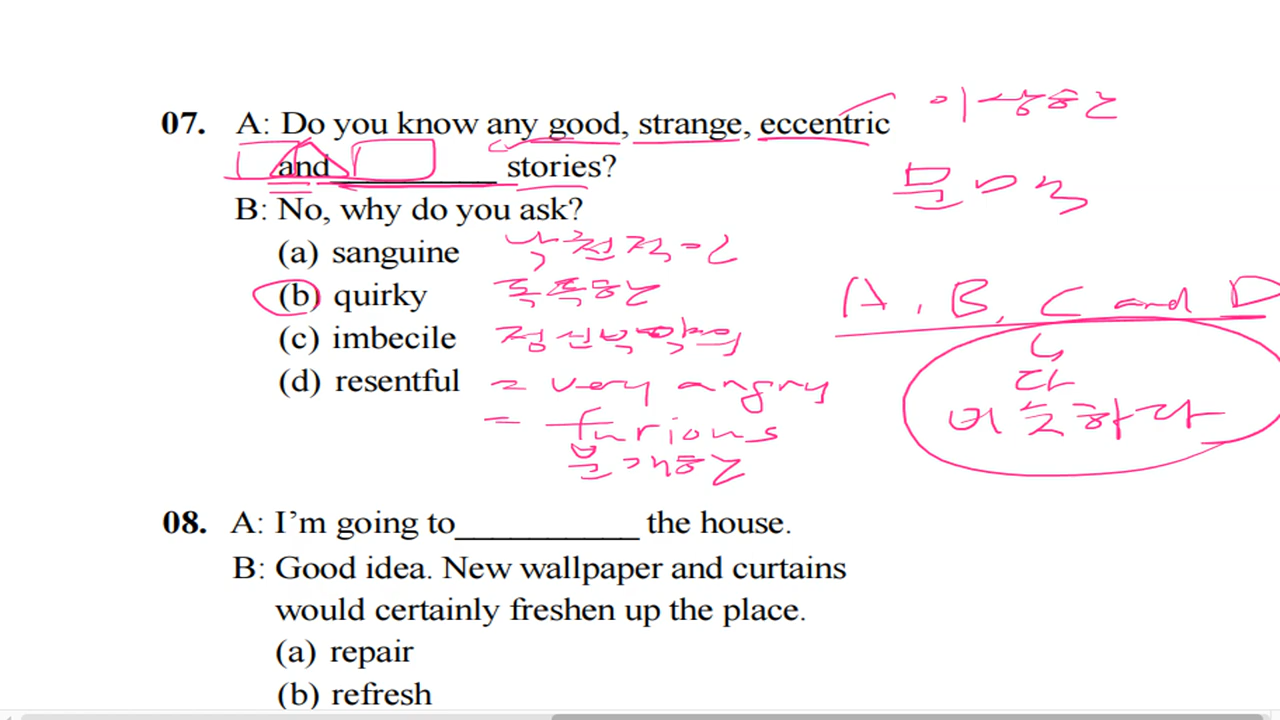 07. A: Do you know any good, strange, eccentric 이상한
and __________ stories? 문맥
B: No, why do you ask?
(a) sanguine 낙천적인
(b) quirky 독특한
(c) imbecile 정신박약의
A, B, C and D
(d) resentful = very angry
다
비슷하다
= furious
분개한
08. A: I'm going to__________ the house.
B: Good idea. New wallpaper and curtains
would certainly freshen up the place.
(a) repair
(b) refresh